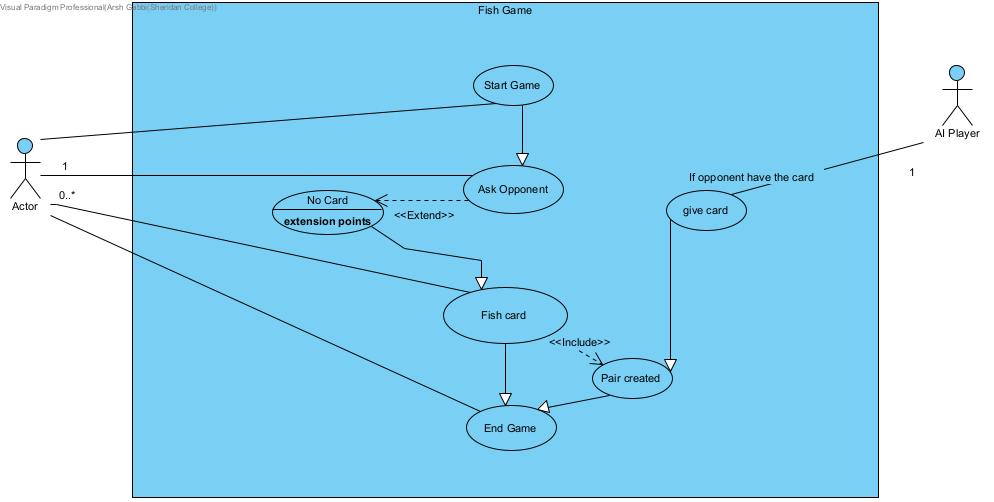 Visual Paradigm Professional(Arsh Gabbi(Sheridan College))
Fish Game
Start Game
AI Player
1
Ask Opponent
If opponent have the card
1
0..*
No Card
Actor
<<Extend>>
extension points
give card
Fish card
<<Include>>
Pair created
End Game